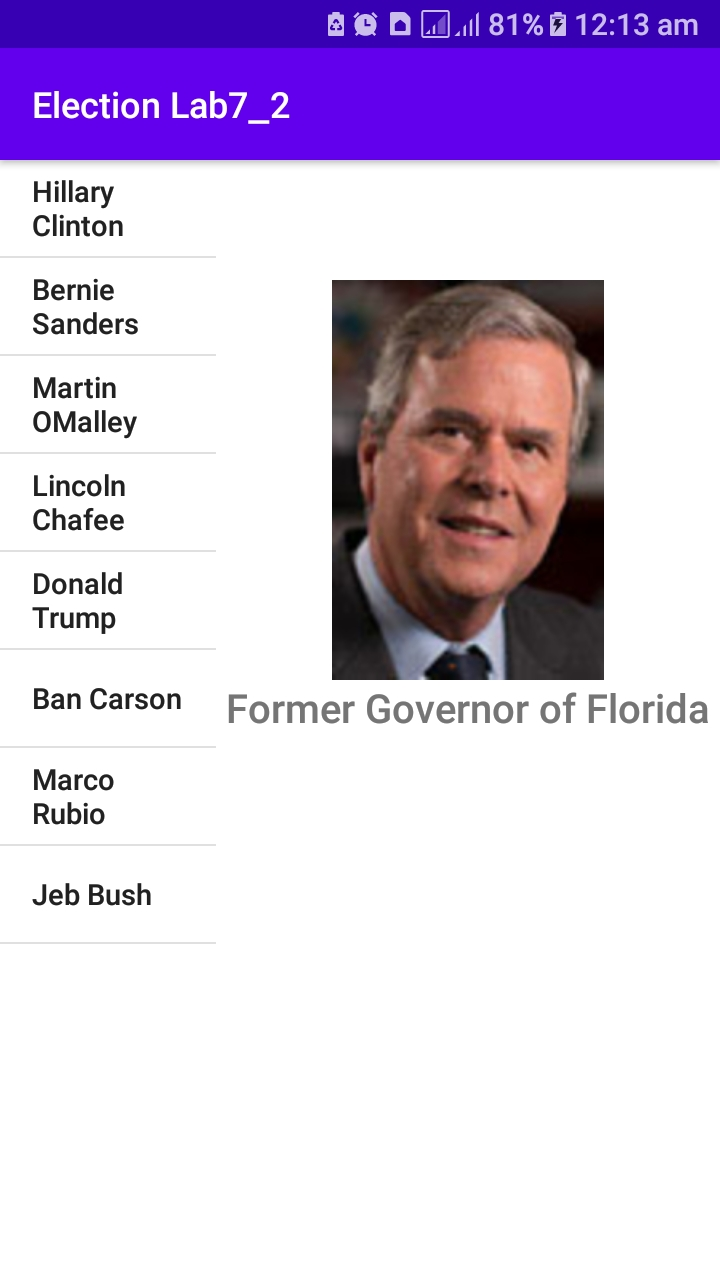 81% 12:13 am
Election Lab7_2
Hillary
Clinton
Bernie
Sanders
Martin
OMalley
Lincoln
Chafee
Donald
Trump
Ban Carson
Marco
Rubio
Jeb Bush
Former Governor of Florida